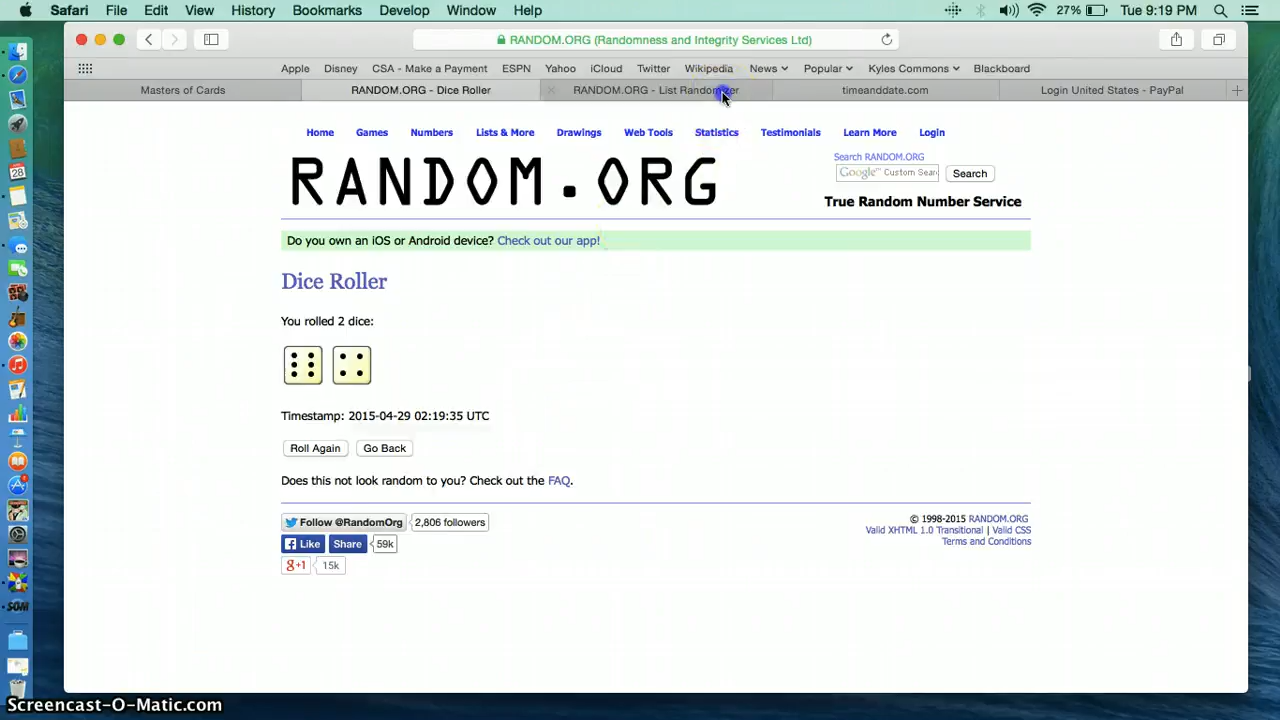 Safari File Edit View History Bookmarks Develop Window Help 27% Tue 9:19 PM
RANDOM.ORG (Randomness and Integrity Services Ltd)
Apple Disney CSA - Make a Payment ESPN Yahoo iCloud Twitter Wikipedia News Popular Kyles Commons Blackboard
Masters of Cards RANDOM.ORG - Dice Roller RANDOM.ORG - List Randomizer timeanddate.com Login United States - PayPal
Home Games Numbers Lists & More Drawings Web Tools Statistics Testimonials Learn More Login
RANDOM.ORG
Search RANDOM.ORG
Google Custom Sear Search
True Random Number Service
Do you own an iOS or Android device? Check out our app!
Dice Roller
You rolled 2 dice:
Timestamp: 2015-04-29 02:19:35 UTC
Roll Again Go Back
Does this not look random to you? Check out the FAQ.
Follow @RandomOrg 2,806 followers
Like Share 59k
g+1 15k
© 1998-2015 RANDOM.ORG
Valid XHTML 1.0 Transitional | Valid CSS
Terms and Conditions
28
SOM
Screencast-O-Matic.com